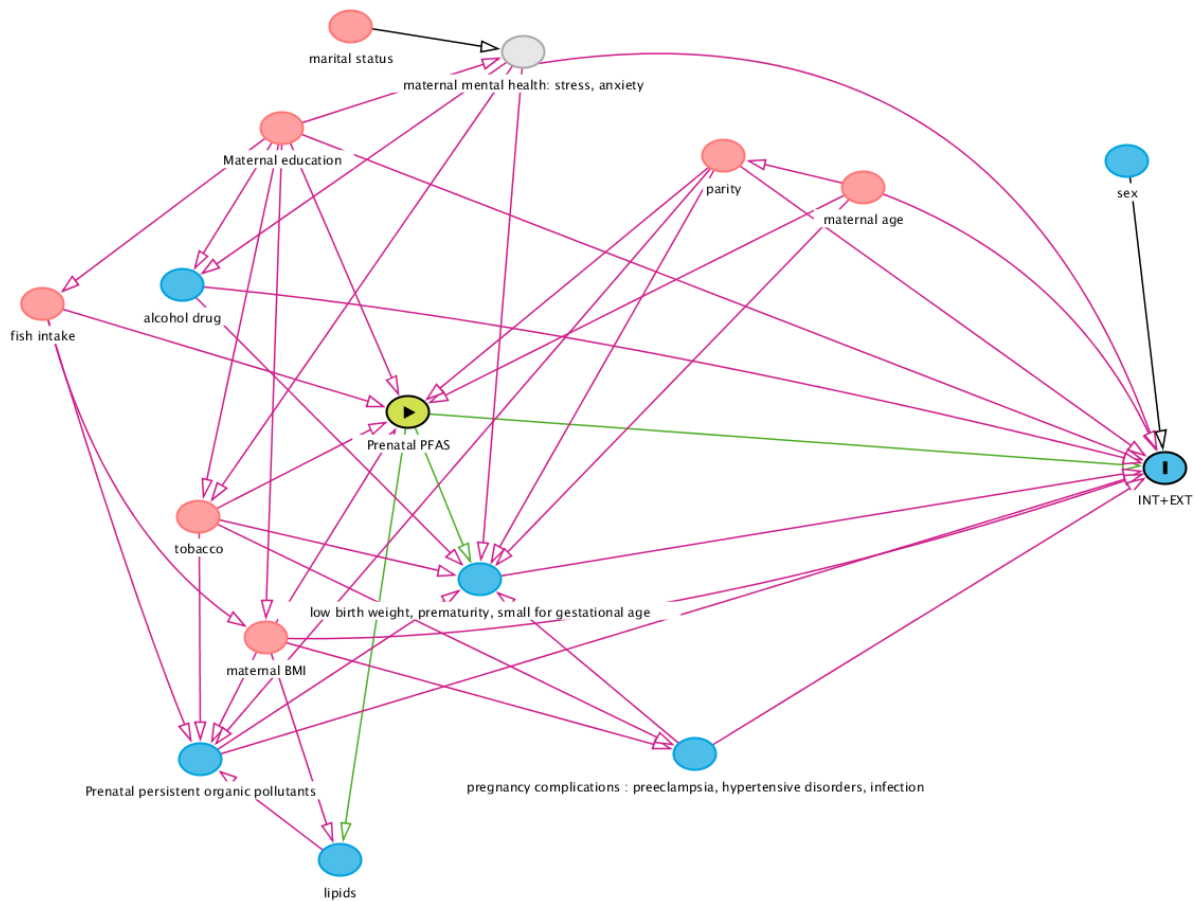 marital status
maternal mental health: stress, anxiety
Maternal education
parity
sex
maternal age
alcohol drug
fish intake
Prenatal PFAS
INT+EXT
tobacco
low birth weight, prematurity, small for gestational age
maternal BMI
Prenatal persistent organic pollutants
pregnancy complications : preeclampsia, hypertensive disorders, infection
lipids